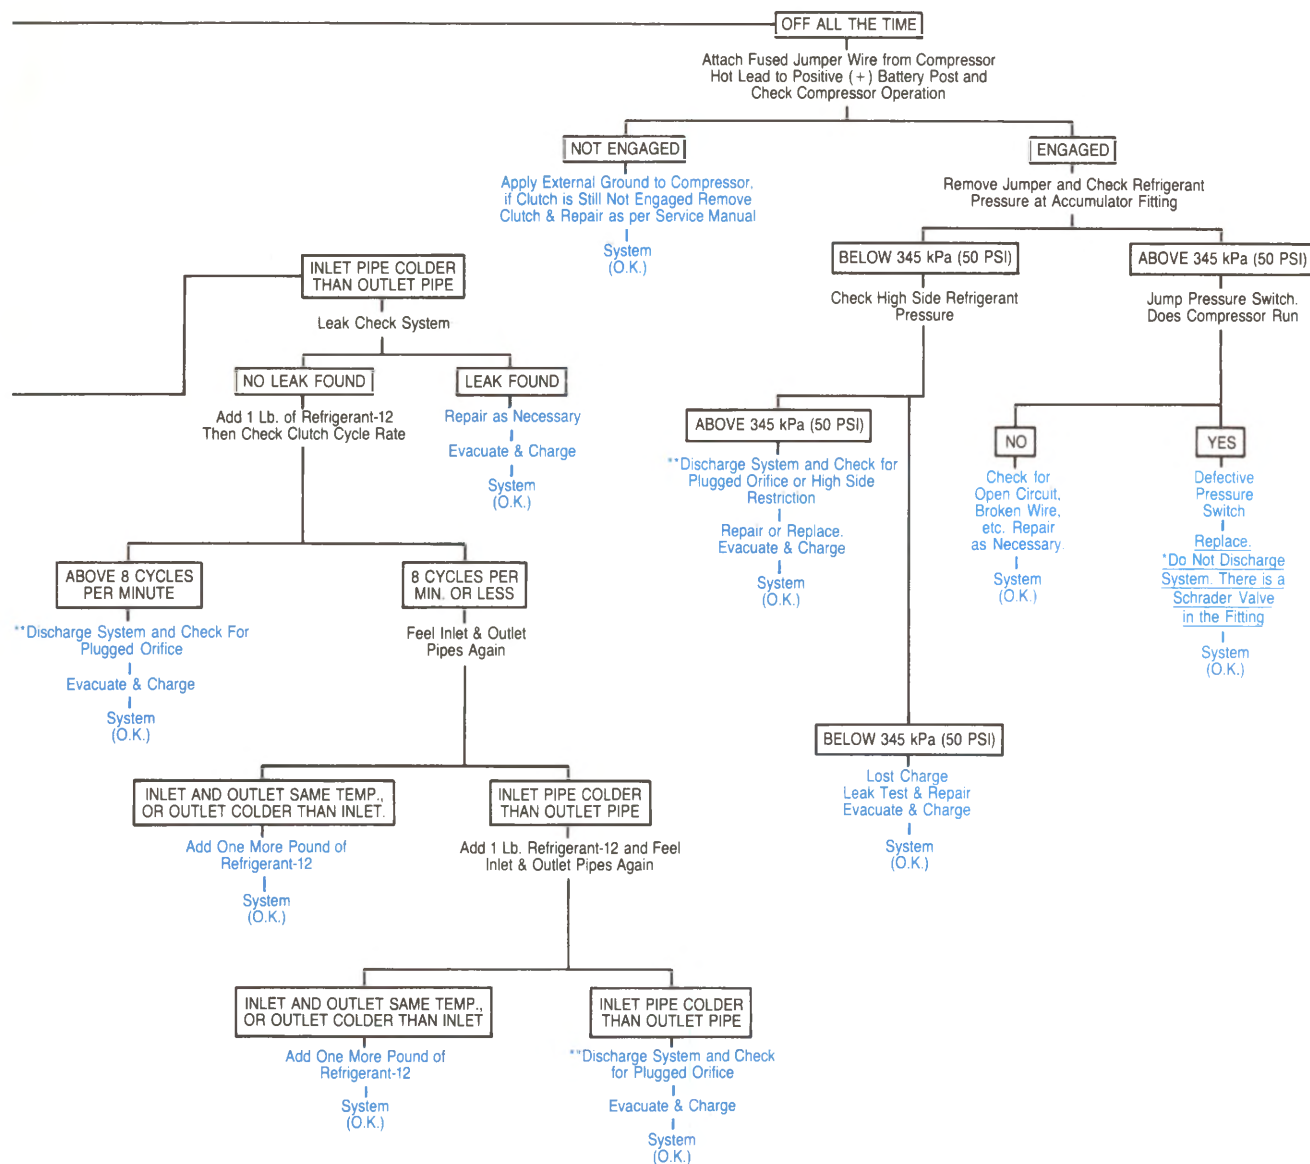 OFF ALL THE TIME
Attach Fused Jumper Wire from Compressor
Hot Lead to Positive (+) Battery Post and
Check Compressor Operation
NOT ENGAGED
Apply External Ground to Compressor,
if Clutch is Still Not Engaged Remove
Clutch & Repair as per Service Manual
System
(O.K.)
ENGAGED
Remove Jumper and Check Refrigerant
Pressure at Accumulator Fitting
BELOW 345 kPa (50 PSI)
Check High Side Refrigerant
Pressure
ABOVE 345 kPa (50 PSI)
Jump Pressure Switch.
Does Compressor Run
INLET PIPE COLDER
THAN OUTLET PIPE
Leak Check System
NO LEAK FOUND
Add 1 Lb. of Refrigerant-12
Then Check Clutch Cycle Rate
LEAK FOUND
Repair as Necessary
Evacuate & Charge
System
(O.K.)
ABOVE 345 kPa (50 PSI)
**Discharge System and Check for
Plugged Orifice or High Side
Restriction
Repair or Replace.
Evacuate & Charge
System
(O.K.)
NO
Check for
Open Circuit,
Broken Wire,
etc. Repair
as Necessary.
System
(O.K.)
YES
Defective
Pressure
Switch
Replace.
*Do Not Discharge
System. There is a
Schrader Valve
in the Fitting
System
(O.K.)
ABOVE 8 CYCLES
PER MINUTE
**Discharge System and Check For
Plugged Orifice
Evacuate & Charge
System
(O.K.)
8 CYCLES PER
MIN. OR LESS
Feel Inlet & Outlet
Pipes Again
BELOW 345 kPa (50 PSI)
Lost Charge
Leak Test & Repair
Evacuate & Charge
System
(O.K.)
INLET AND OUTLET SAME TEMP.,
OR OUTLET COLDER THAN INLET.
Add One More Pound of
Refrigerant-12
System
(O.K.)
INLET PIPE COLDER
THAN OUTLET PIPE
Add 1 Lb. Refrigerant-12 and Feel
Inlet & Outlet Pipes Again
INLET AND OUTLET SAME TEMP.,
OR OUTLET COLDER THAN INLET
Add One More Pound of
Refrigerant-12
System
(O.K.)
INLET PIPE COLDER
THAN OUTLET PIPE
**Discharge System and Check
for Plugged Orifice
Evacuate & Charge
System
(O.K.)